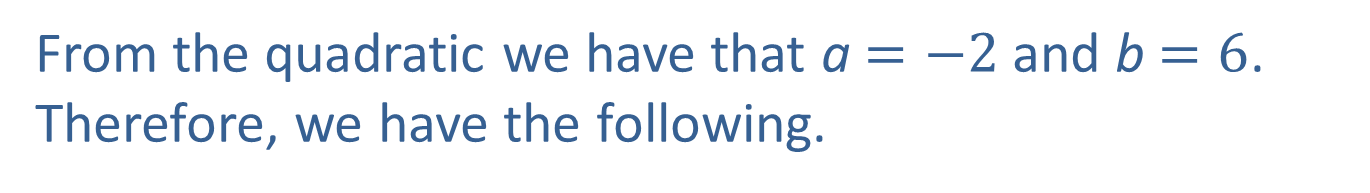 From the quadratic we have that a = −2 and b = 6.
Therefore, we have the following.